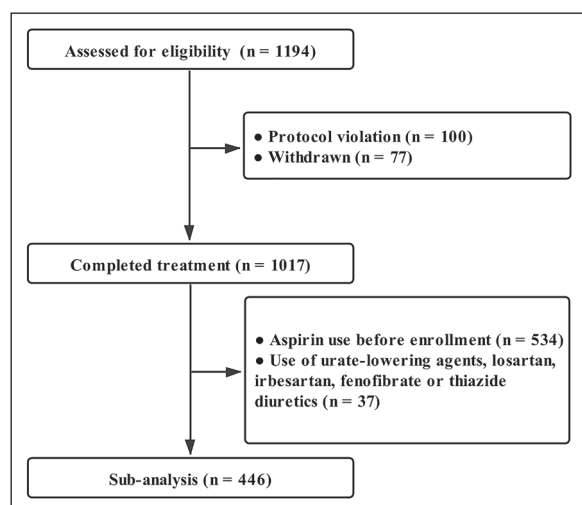 Assessed for eligibility (n = 1194)
● Protocol violation (n = 100)
● Withdrawn (n = 77)
Completed treatment (n = 1017)
● Aspirin use before enrollment (n = 534)
● Use of urate-lowering agents, losartan,
irbesartan, fenofibrate or thiazide
diuretics (n = 37)
Sub-analysis (n = 446)